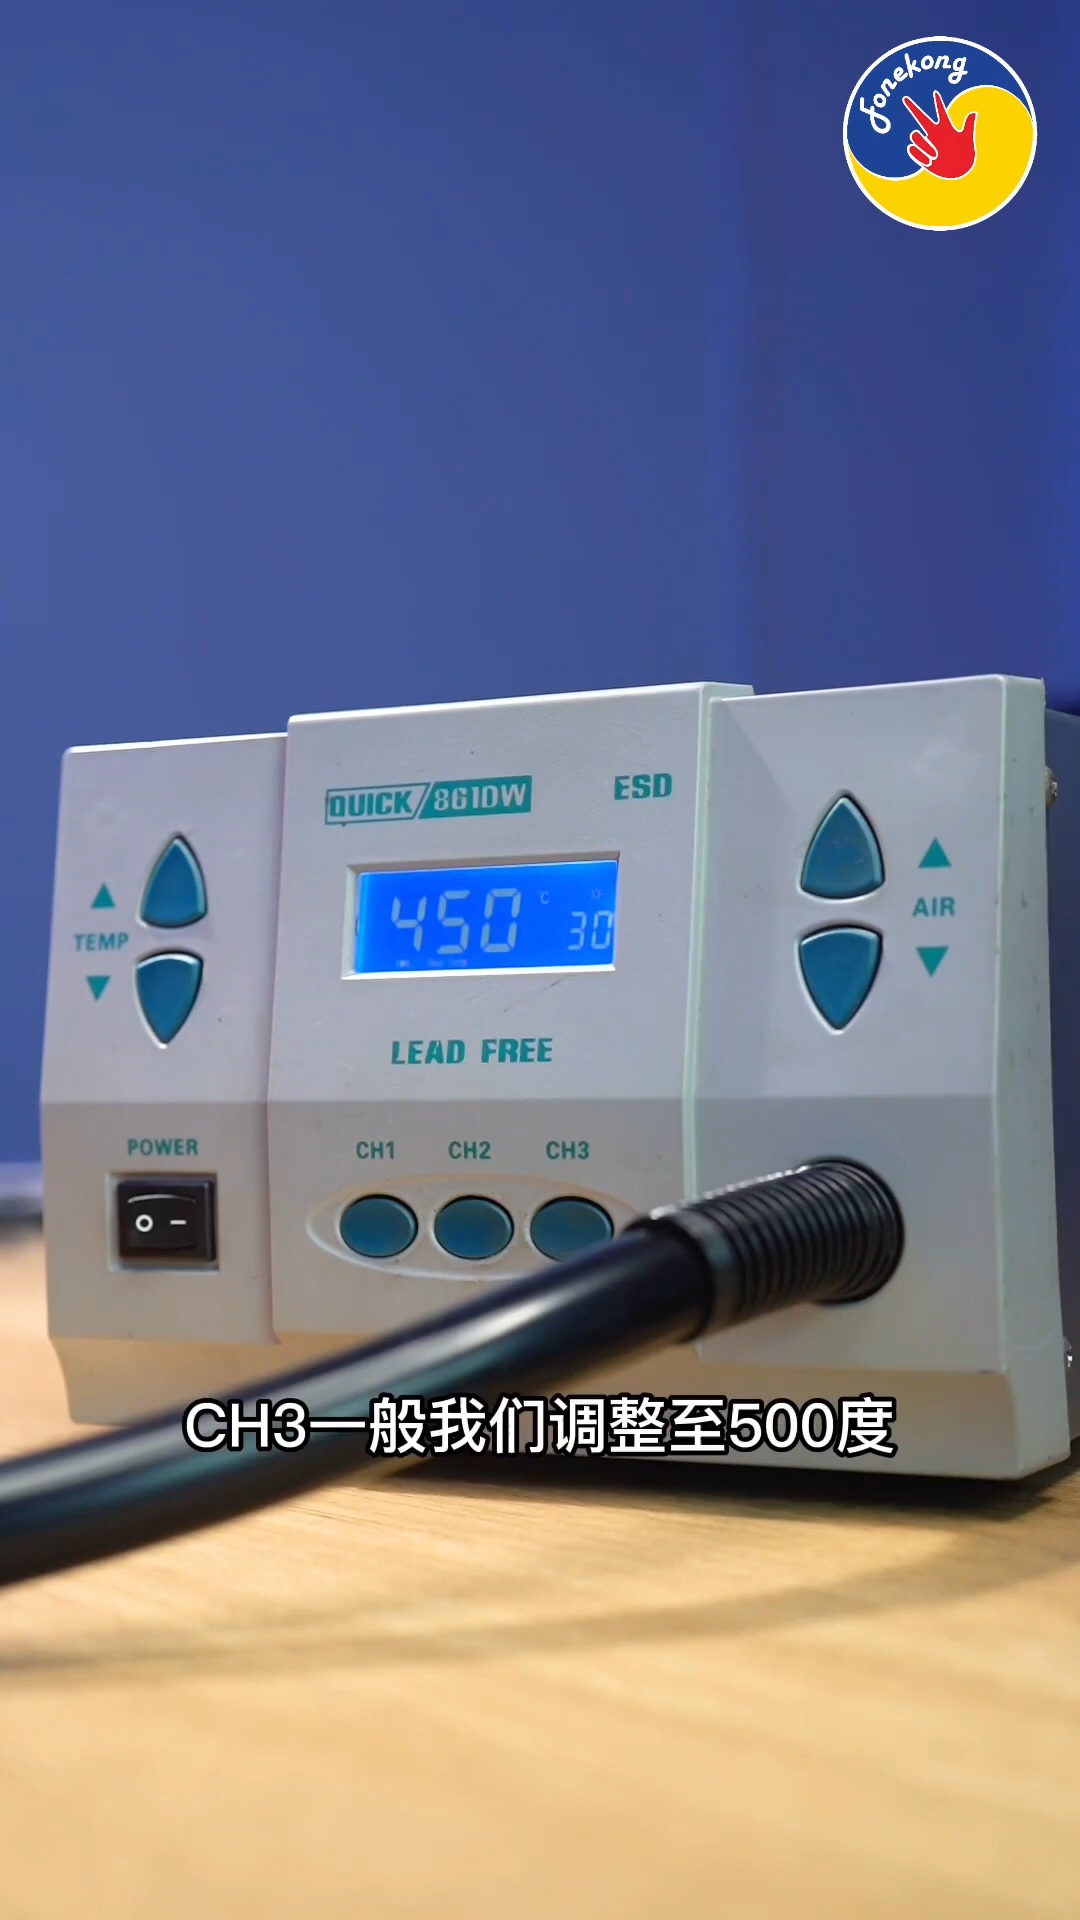 fonekong
QUICK/861DW
ESD
450 °C
30
TEMP
AIR
LEAD FREE
POWER
CH1 CH2 CH3
CH3一般我们调整至500度